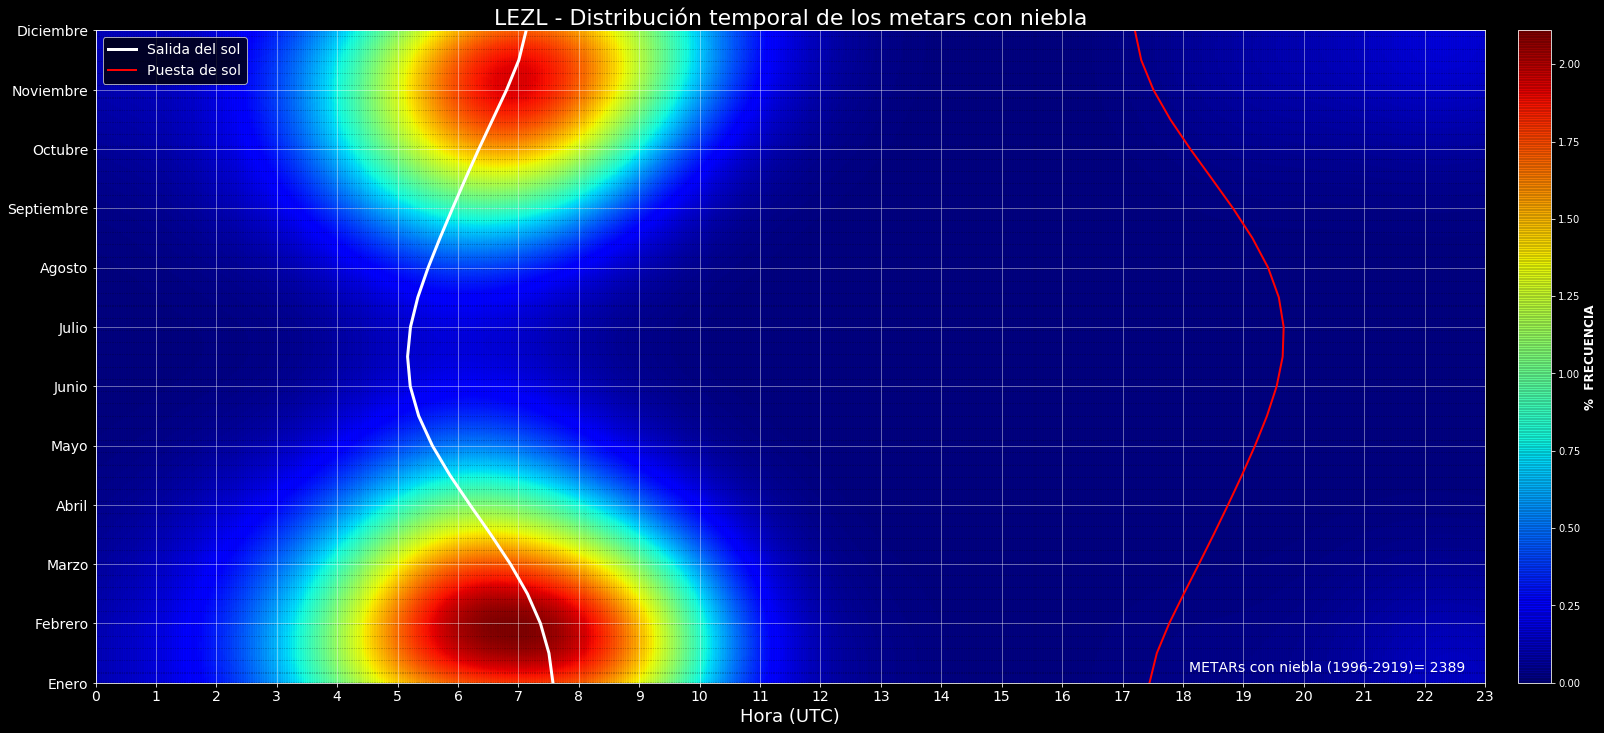 LEZL - Distribución temporal de los metars con niebla
Diciembre
Noviembre
Octubre
Septiembre
Agosto
Julio
Junio
Mayo
Abril
Marzo
Febrero
Enero
Salida del sol
Puesta de sol
METARs con niebla (1996-2919)= 2389
0 1 2 3 4 5 6 7 8 9 10 11 12 13 14 15 16 17 18 19 20 21 22 23
Hora (UTC)
2.00
1.75
1.50
1.25
1.00
0.75
0.50
0.25
0.00
% FRECUENCIA